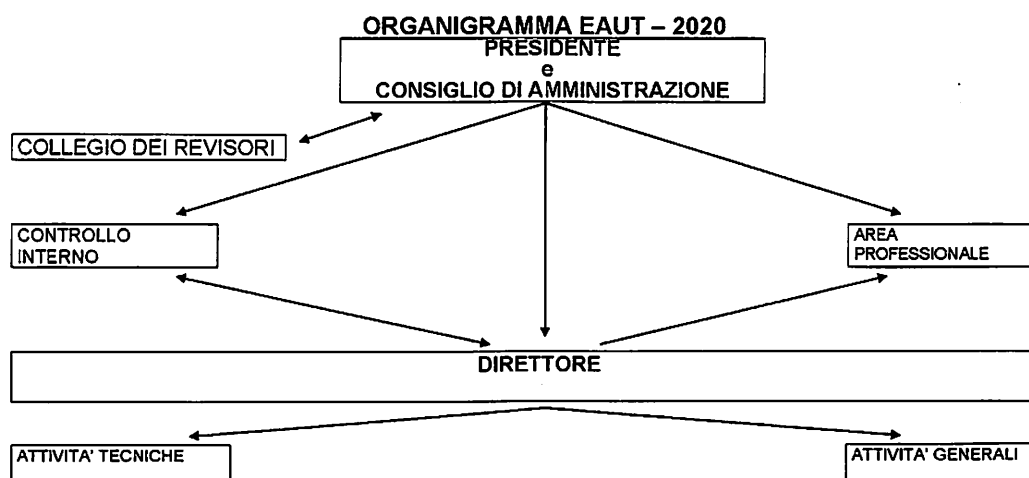 ORGANIGRAMMA EAUT – 2020
PRESIDENTE
e
CONSIGLIO DI AMMINISTRAZIONE
COLLEGIO DEI REVISORI
CONTROLLO
INTERNO
AREA
PROFESSIONALE
DIRETTORE
ATTIVITA' TECNICHE
ATTIVITA' GENERALI